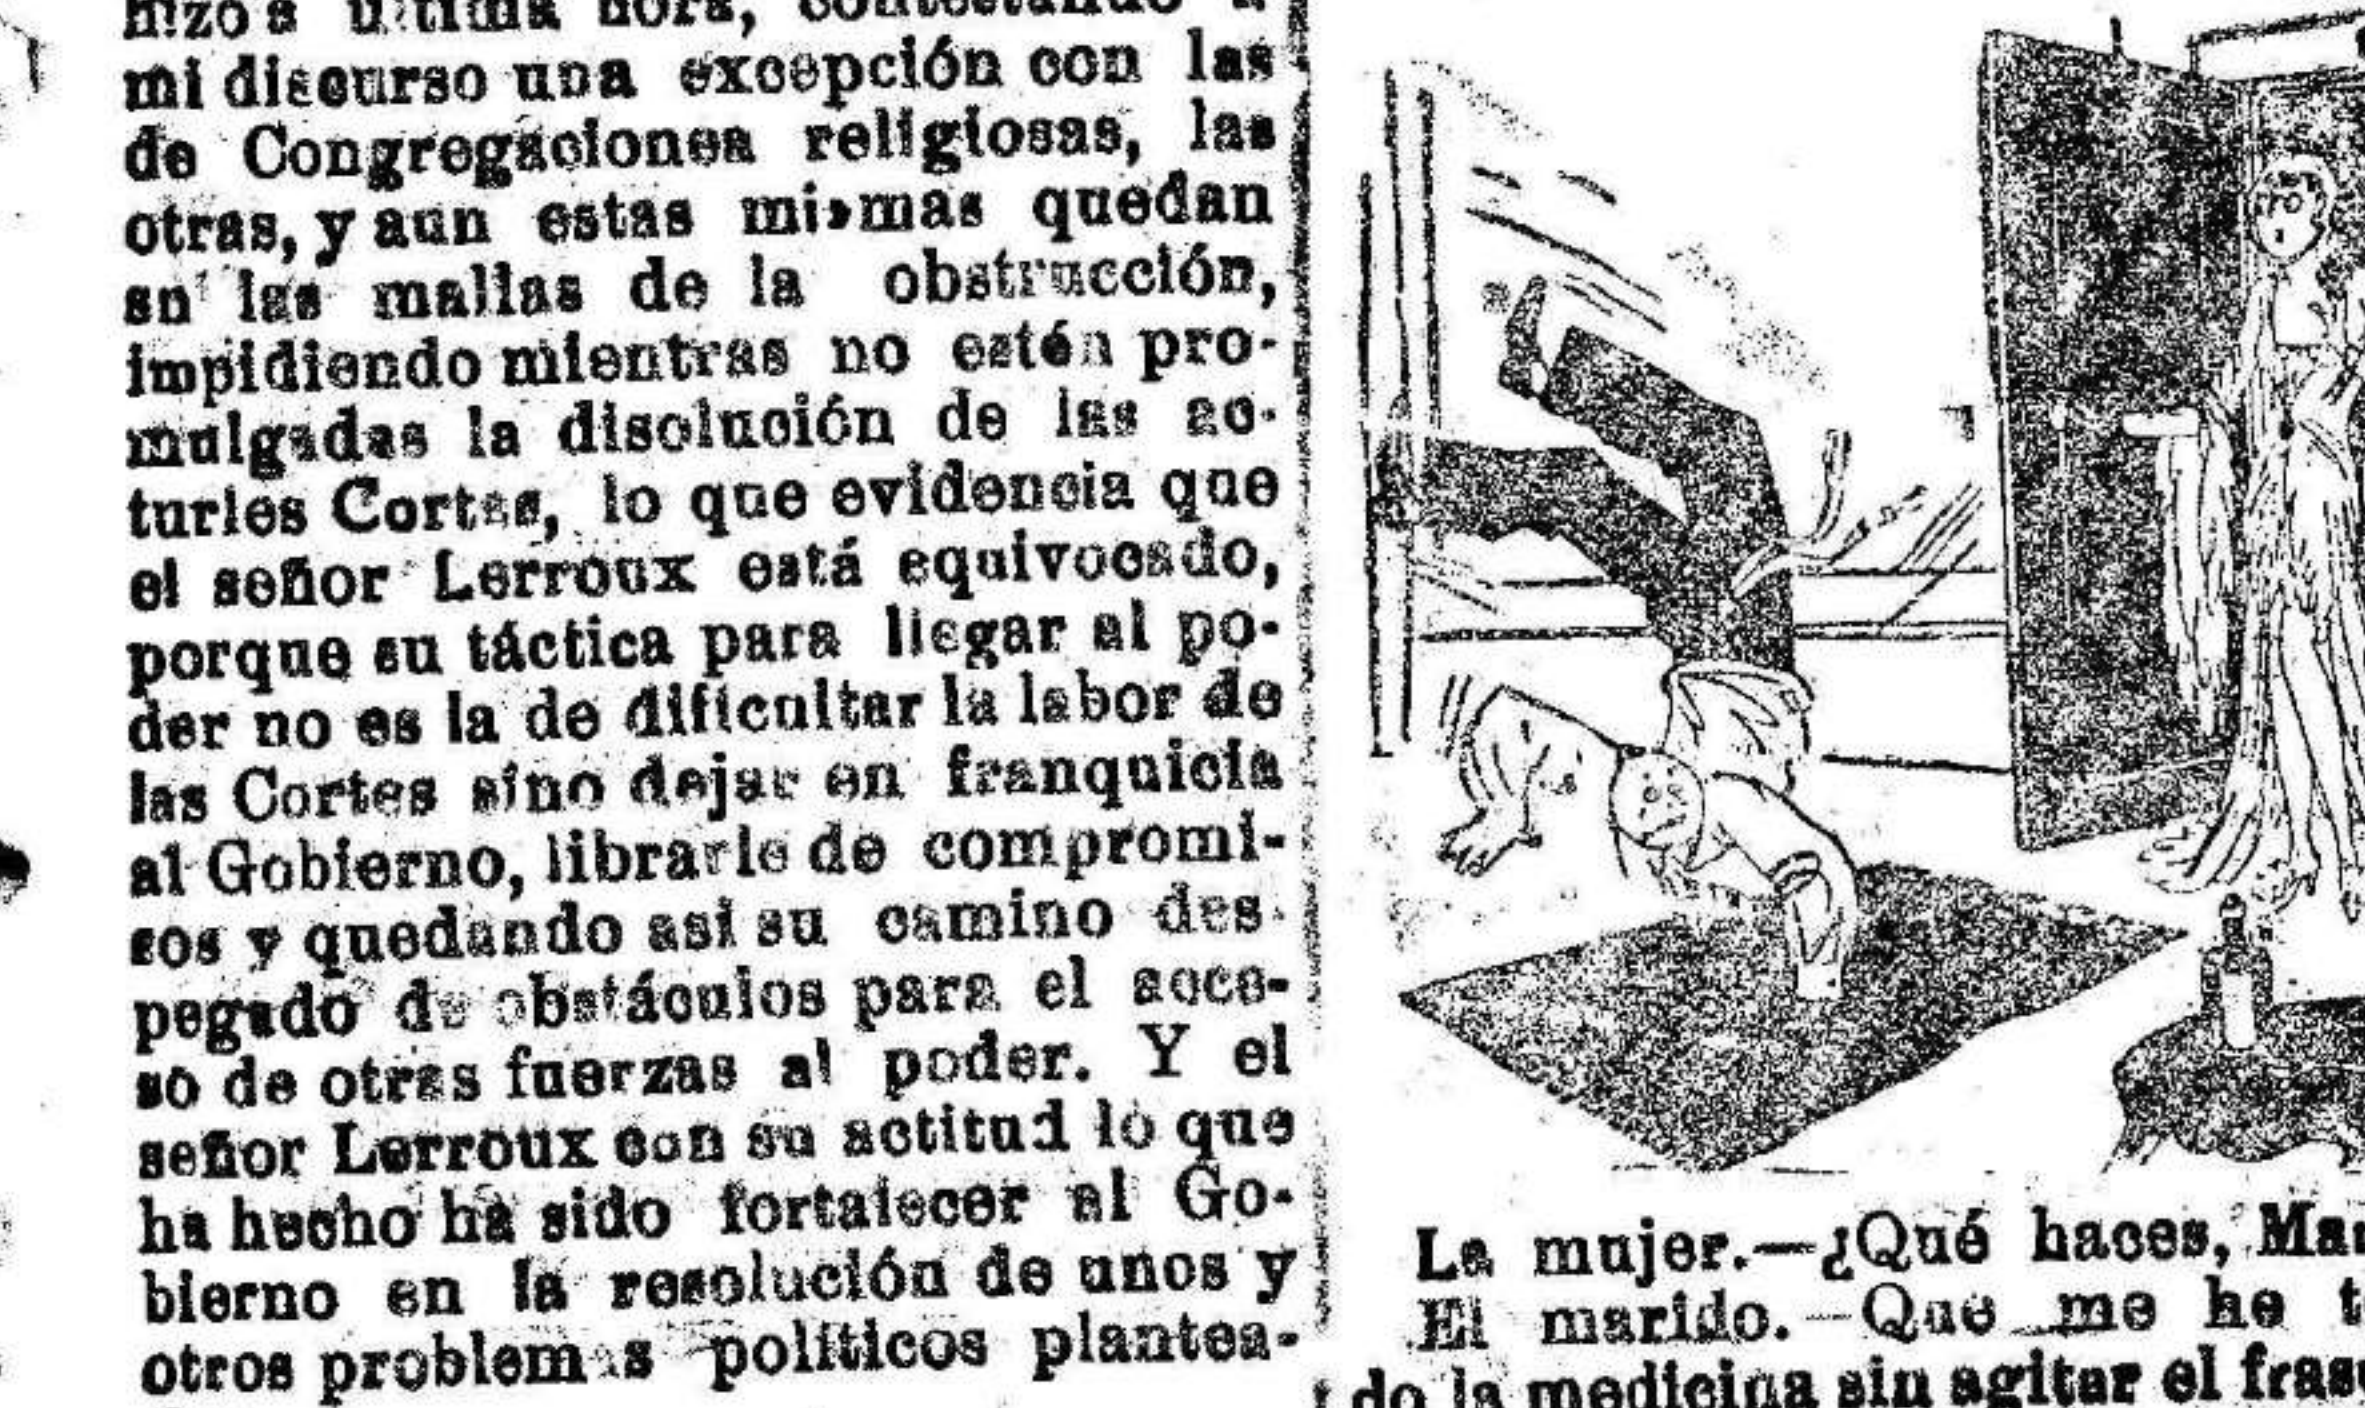 hizo a última hora, contestando a
mi discurso una excepción con las
de Congregaciones religiosas, las
otras, y aun estas mismas quedan
en las mallas de la obstrucción,
impidiendo mientras no estén pro-
mulgadas la disolución de las ac-
turles Cortes, lo que evidencia que
el señor Lerroux está equivocado,
porque su táctica para llegar al po-
der no es la de dificultar la labor de
las Cortes sino dejar en franquicia
al Gobierno, librarle de compromi-
sos y quedando asi su camino des-
pegado de obstáculos para el acce-
so de otras fuerzas al poder. Y el
señor Lerroux con su actitud lo que
ha hecho ha sido fortalecer al Go-
bierno en la resolución de unos y
otros problemas políticos plantea-
La mujer.—¿Qué haces,
El marido.—Que me he
do la medicina sin agitar el